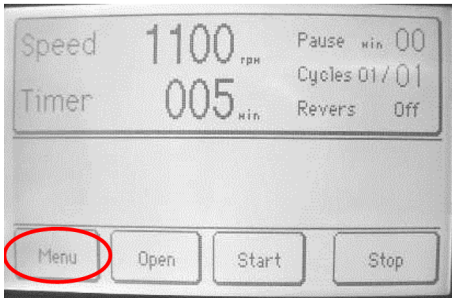 Speed 1100 rpm Pause min 00
Cycles 01/01
Timer 005 min Revers Off
Menu Open Start Stop